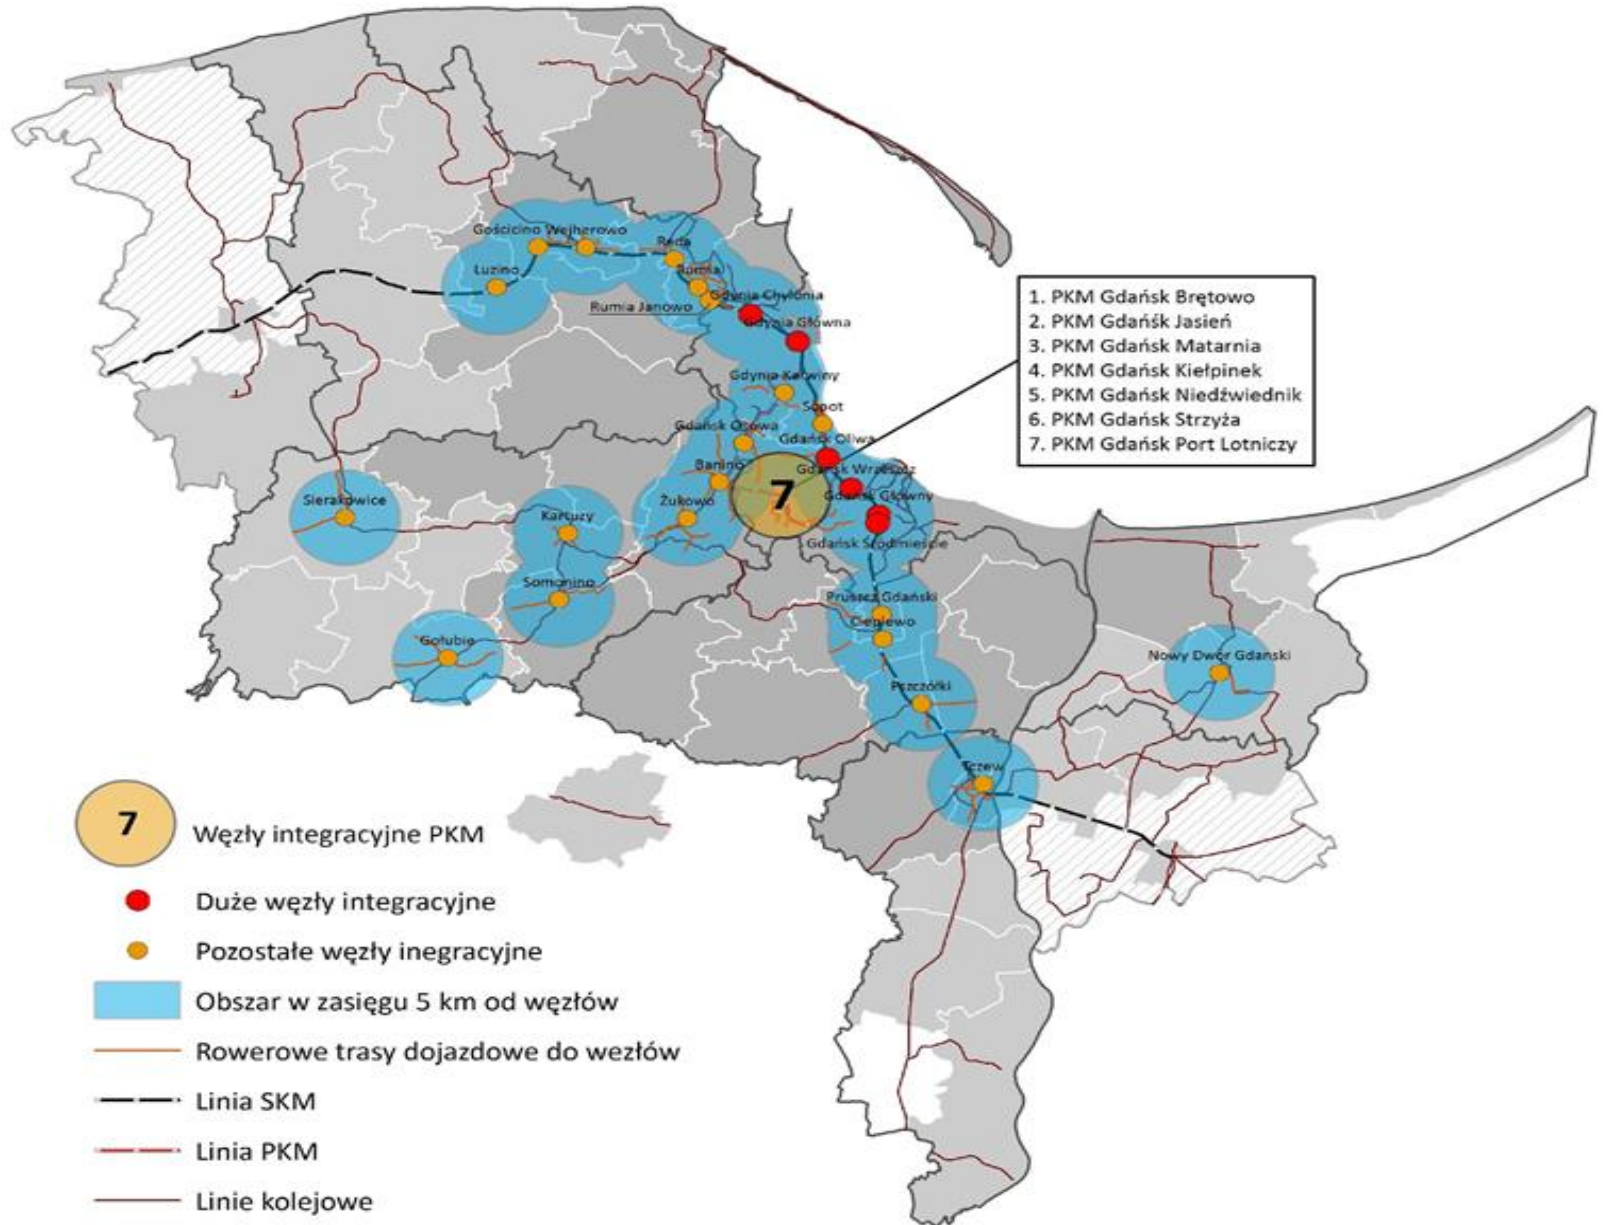 Gościcino Wejherowo
Reda
Luzino
Rumia
Rumia Janowo
Gdynia Chylonia
Gdynia Główna
1. PKM Gdańsk Brętowo
2. PKM Gdańśk Jasień
3. PKM Gdańsk Matarnia
4. PKM Gdańsk Kiełpinek
5. PKM Gdańsk Niedźwiednik
6. PKM Gdańsk Strzyża
7. PKM Gdańsk Port Lotniczy
Gdynia Karwiny
Sopot
Gdańsk Osowa
Gdańsk Oliwa
Banino
Gdańsk Wrzeszcz
7
Gdańsk Główny
Sierakowice
Kartuzy
Żukowo
Gdańsk Śródmieście
Somonino
Pruszcz Gdański
Cieplewo
Gołubie
Nowy Dwór Gdański
Pszczółki
Tczew
7
Węzły integracyjne PKM
Duże węzły integracyjne
Pozostałe węzły inegracyjne
Obszar w zasięgu 5 km od węzłów
Rowerowe trasy dojazdowe do wezłów
Linia SKM
Linia PKM
Linie kolejowe